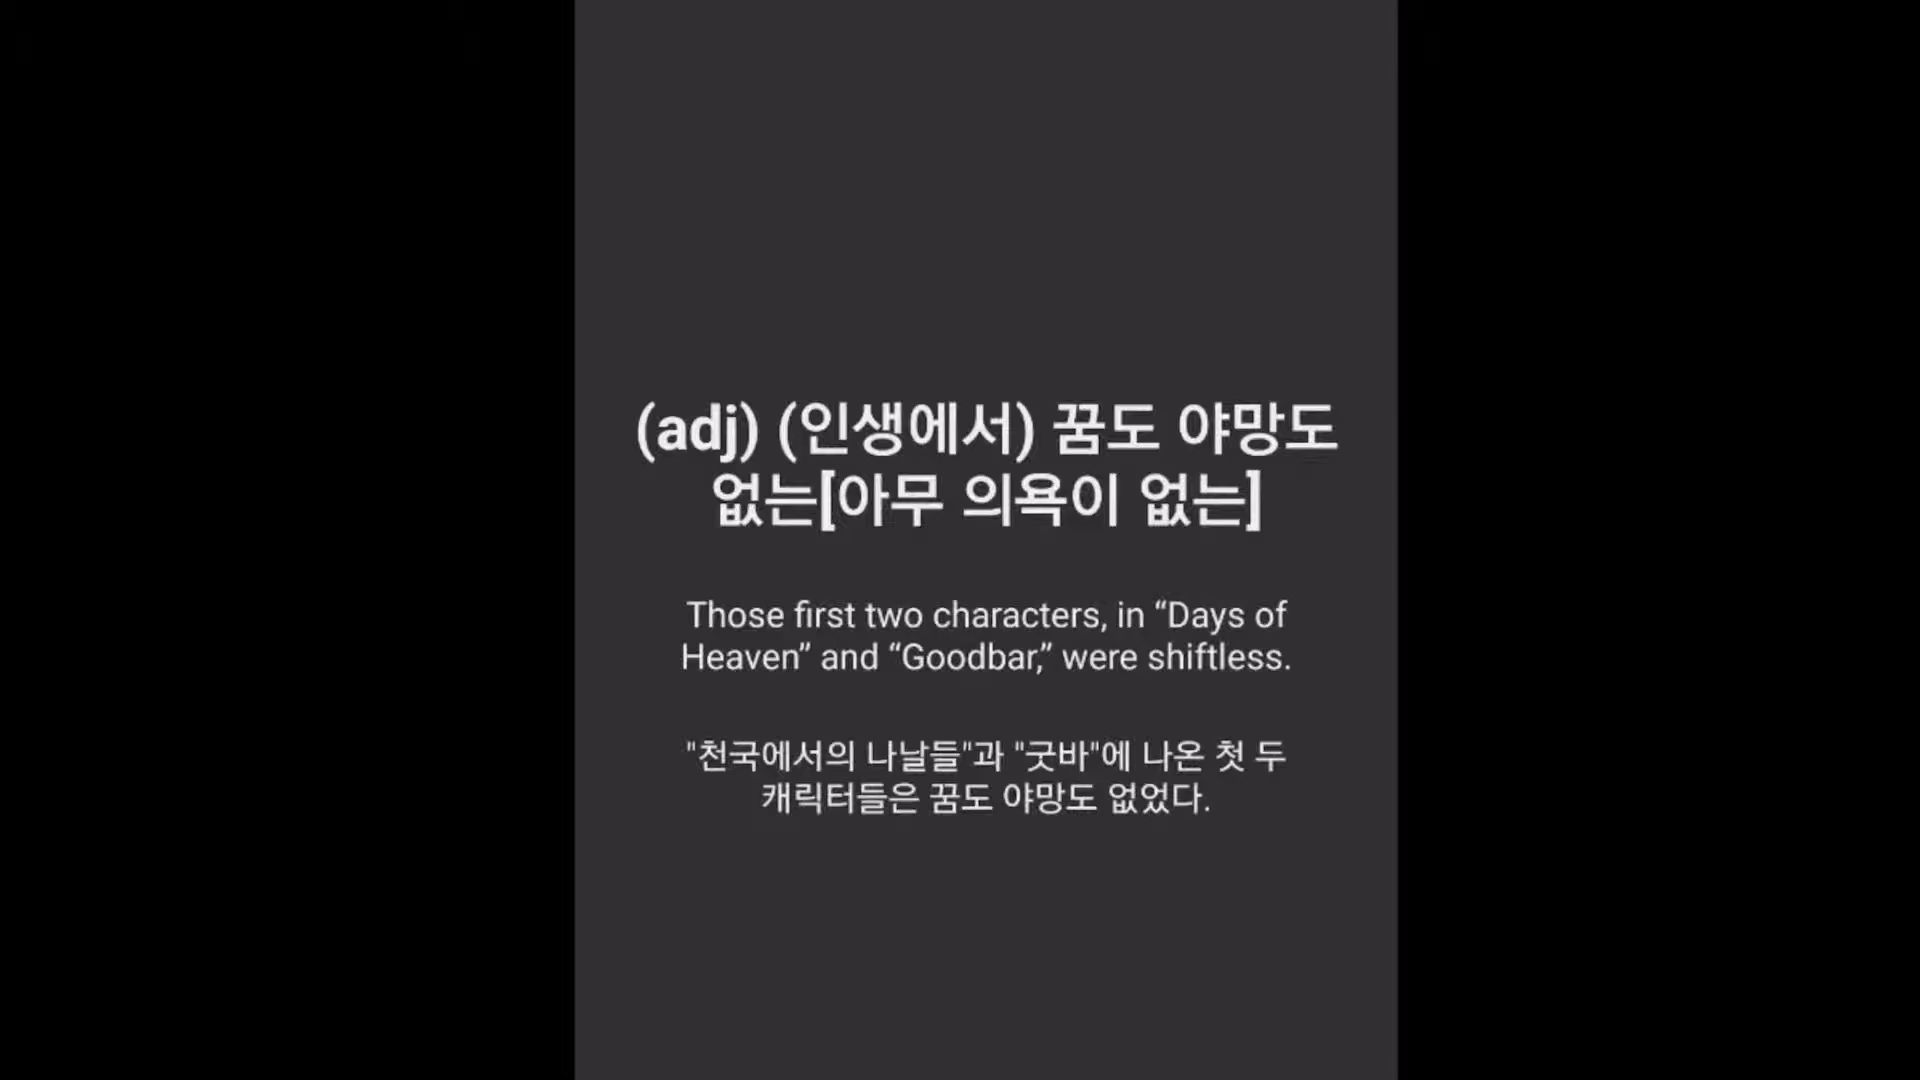 (adj) (인생에서) 꿈도 야망도
없는[아무 의욕이 없는]
Those first two characters, in “Days of
Heaven” and “Goodbar,” were shiftless.
"천국에서의 나날들"과 "굿바"에 나온 첫 두
캐릭터들은 꿈도 야망도 없었다.